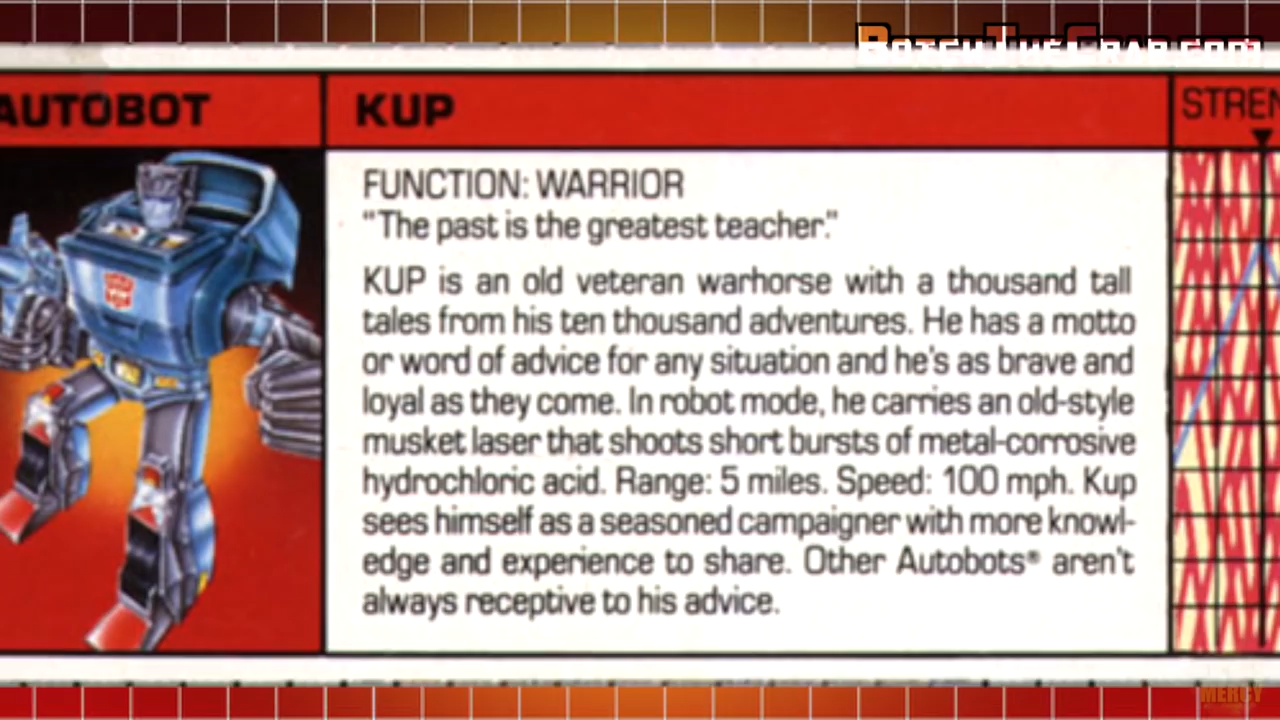 BotchTheCrab.com
AUTOBOT
KUP
STREN
FUNCTION: WARRIOR
“The past is the greatest teacher.”
KUP is an old veteran warhorse with a thousand tall
tales from his ten thousand adventures. He has a motto
or word of advice for any situation and he's as brave and
loyal as they come. In robot mode, he carries an old-style
musket laser that shoots short bursts of metal-corrosive
hydrochloric acid. Range: 5 miles. Speed: 100 mph. Kup
sees himself as a seasoned campaigner with more knowl-
edge and experience to share. Other Autobots® aren't
always receptive to his advice.
MERCY